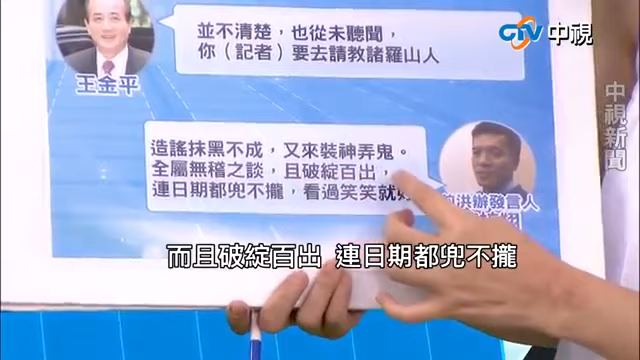 CTV中視
中視新聞
並不清楚，也從未聽聞，
你（記者）要去請教諸羅山人
王金平
造謠抹黑不成，又來裝神弄鬼。
全屬無稽之談，且破綻百出，
連日期都兜不攏，看過笑笑就
洪辦發言人
而且破綻百出 連日期都兜不攏